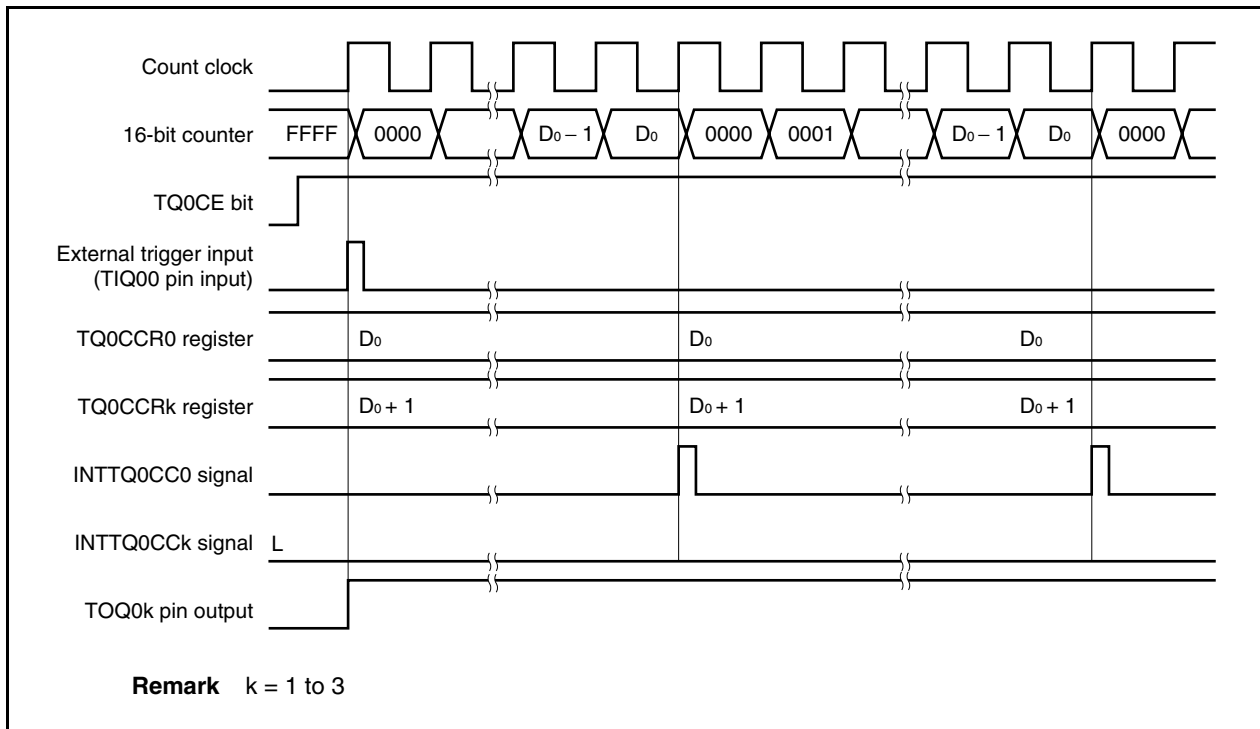 Count clock
16-bit counter FFFF 0000 D₀ – 1 D₀ 0000 0001 D₀ – 1 D₀ 0000
TQ0CE bit
External trigger input
(TIQ00 pin input)
TQ0CCR0 register D₀ D₀ D₀
TQ0CCRk register D₀ + 1 D₀ + 1 D₀ + 1
INTTQ0CC0 signal
INTTQ0CCk signal L
TOQ0k pin output
Remark k = 1 to 3